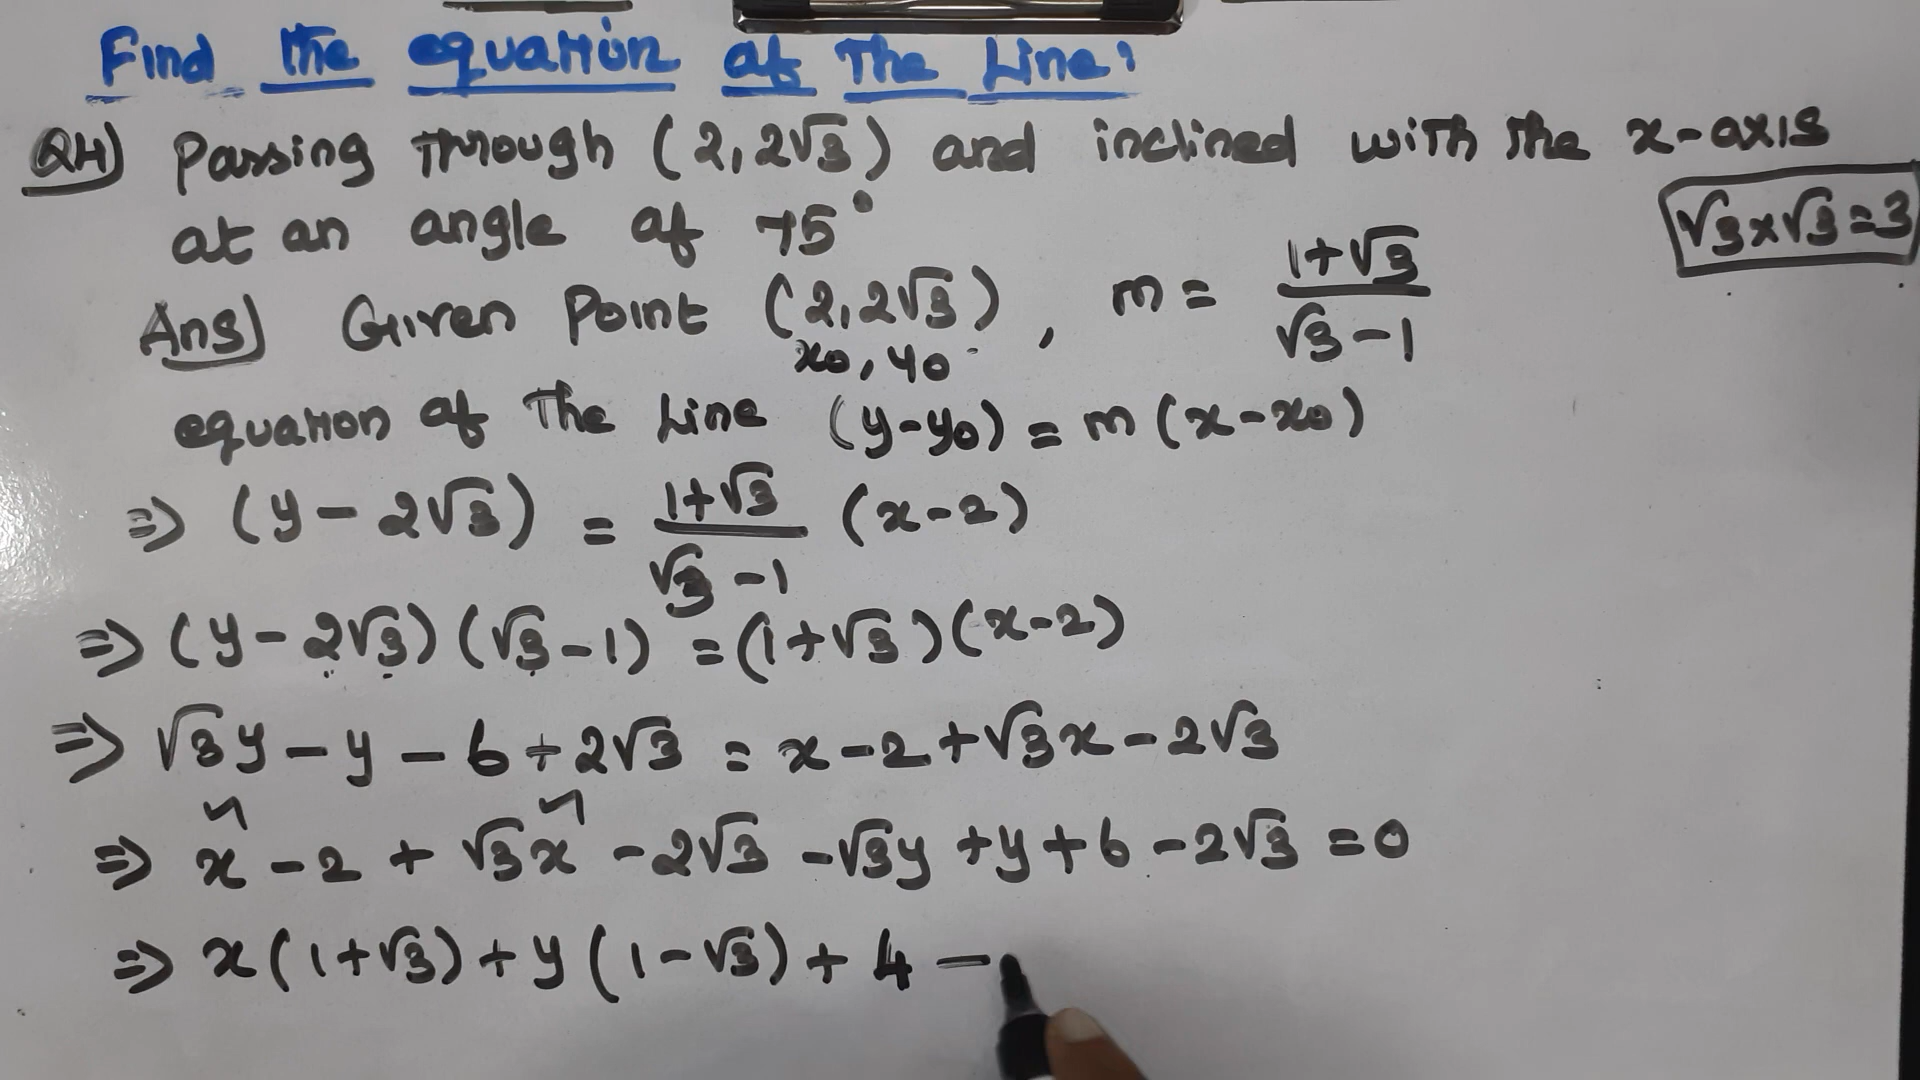 Find the equation of the Line:
Q4) Passing through (2, 2√3) and inclined with the x-axis
at an angle of 75°
√3×√3=3
Ans) Given Point (2, 2√3), m = (1+√3)/(√3-1)
x0, y0
equation of the Line (y-y0) = m(x-x0)
⇒ (y - 2√3) = (1+√3)/(√3-1) (x-2)
⇒ (y - 2√3)(√3-1) = (1+√3)(x-2)
⇒ √3y - y - 6 + 2√3 = x - 2 + √3x - 2√3
⇒ x - 2 + √3x - 2√3 - √3y + y + 6 - 2√3 = 0
⇒ x(1+√3) + y(1-√3) + 4 -